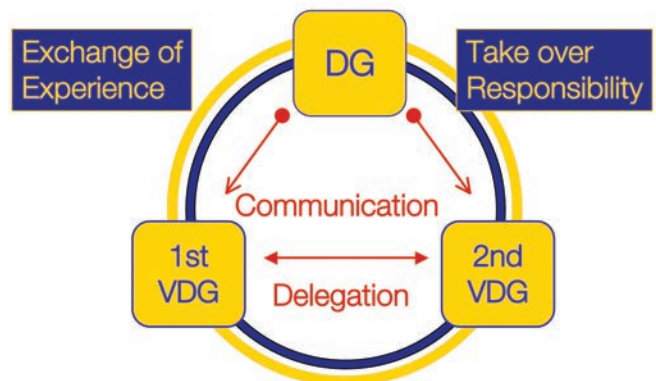 Exchange of
Experience
DG
Take over
Responsibility
Communication
1st
VDG
2nd
VDG
Delegation